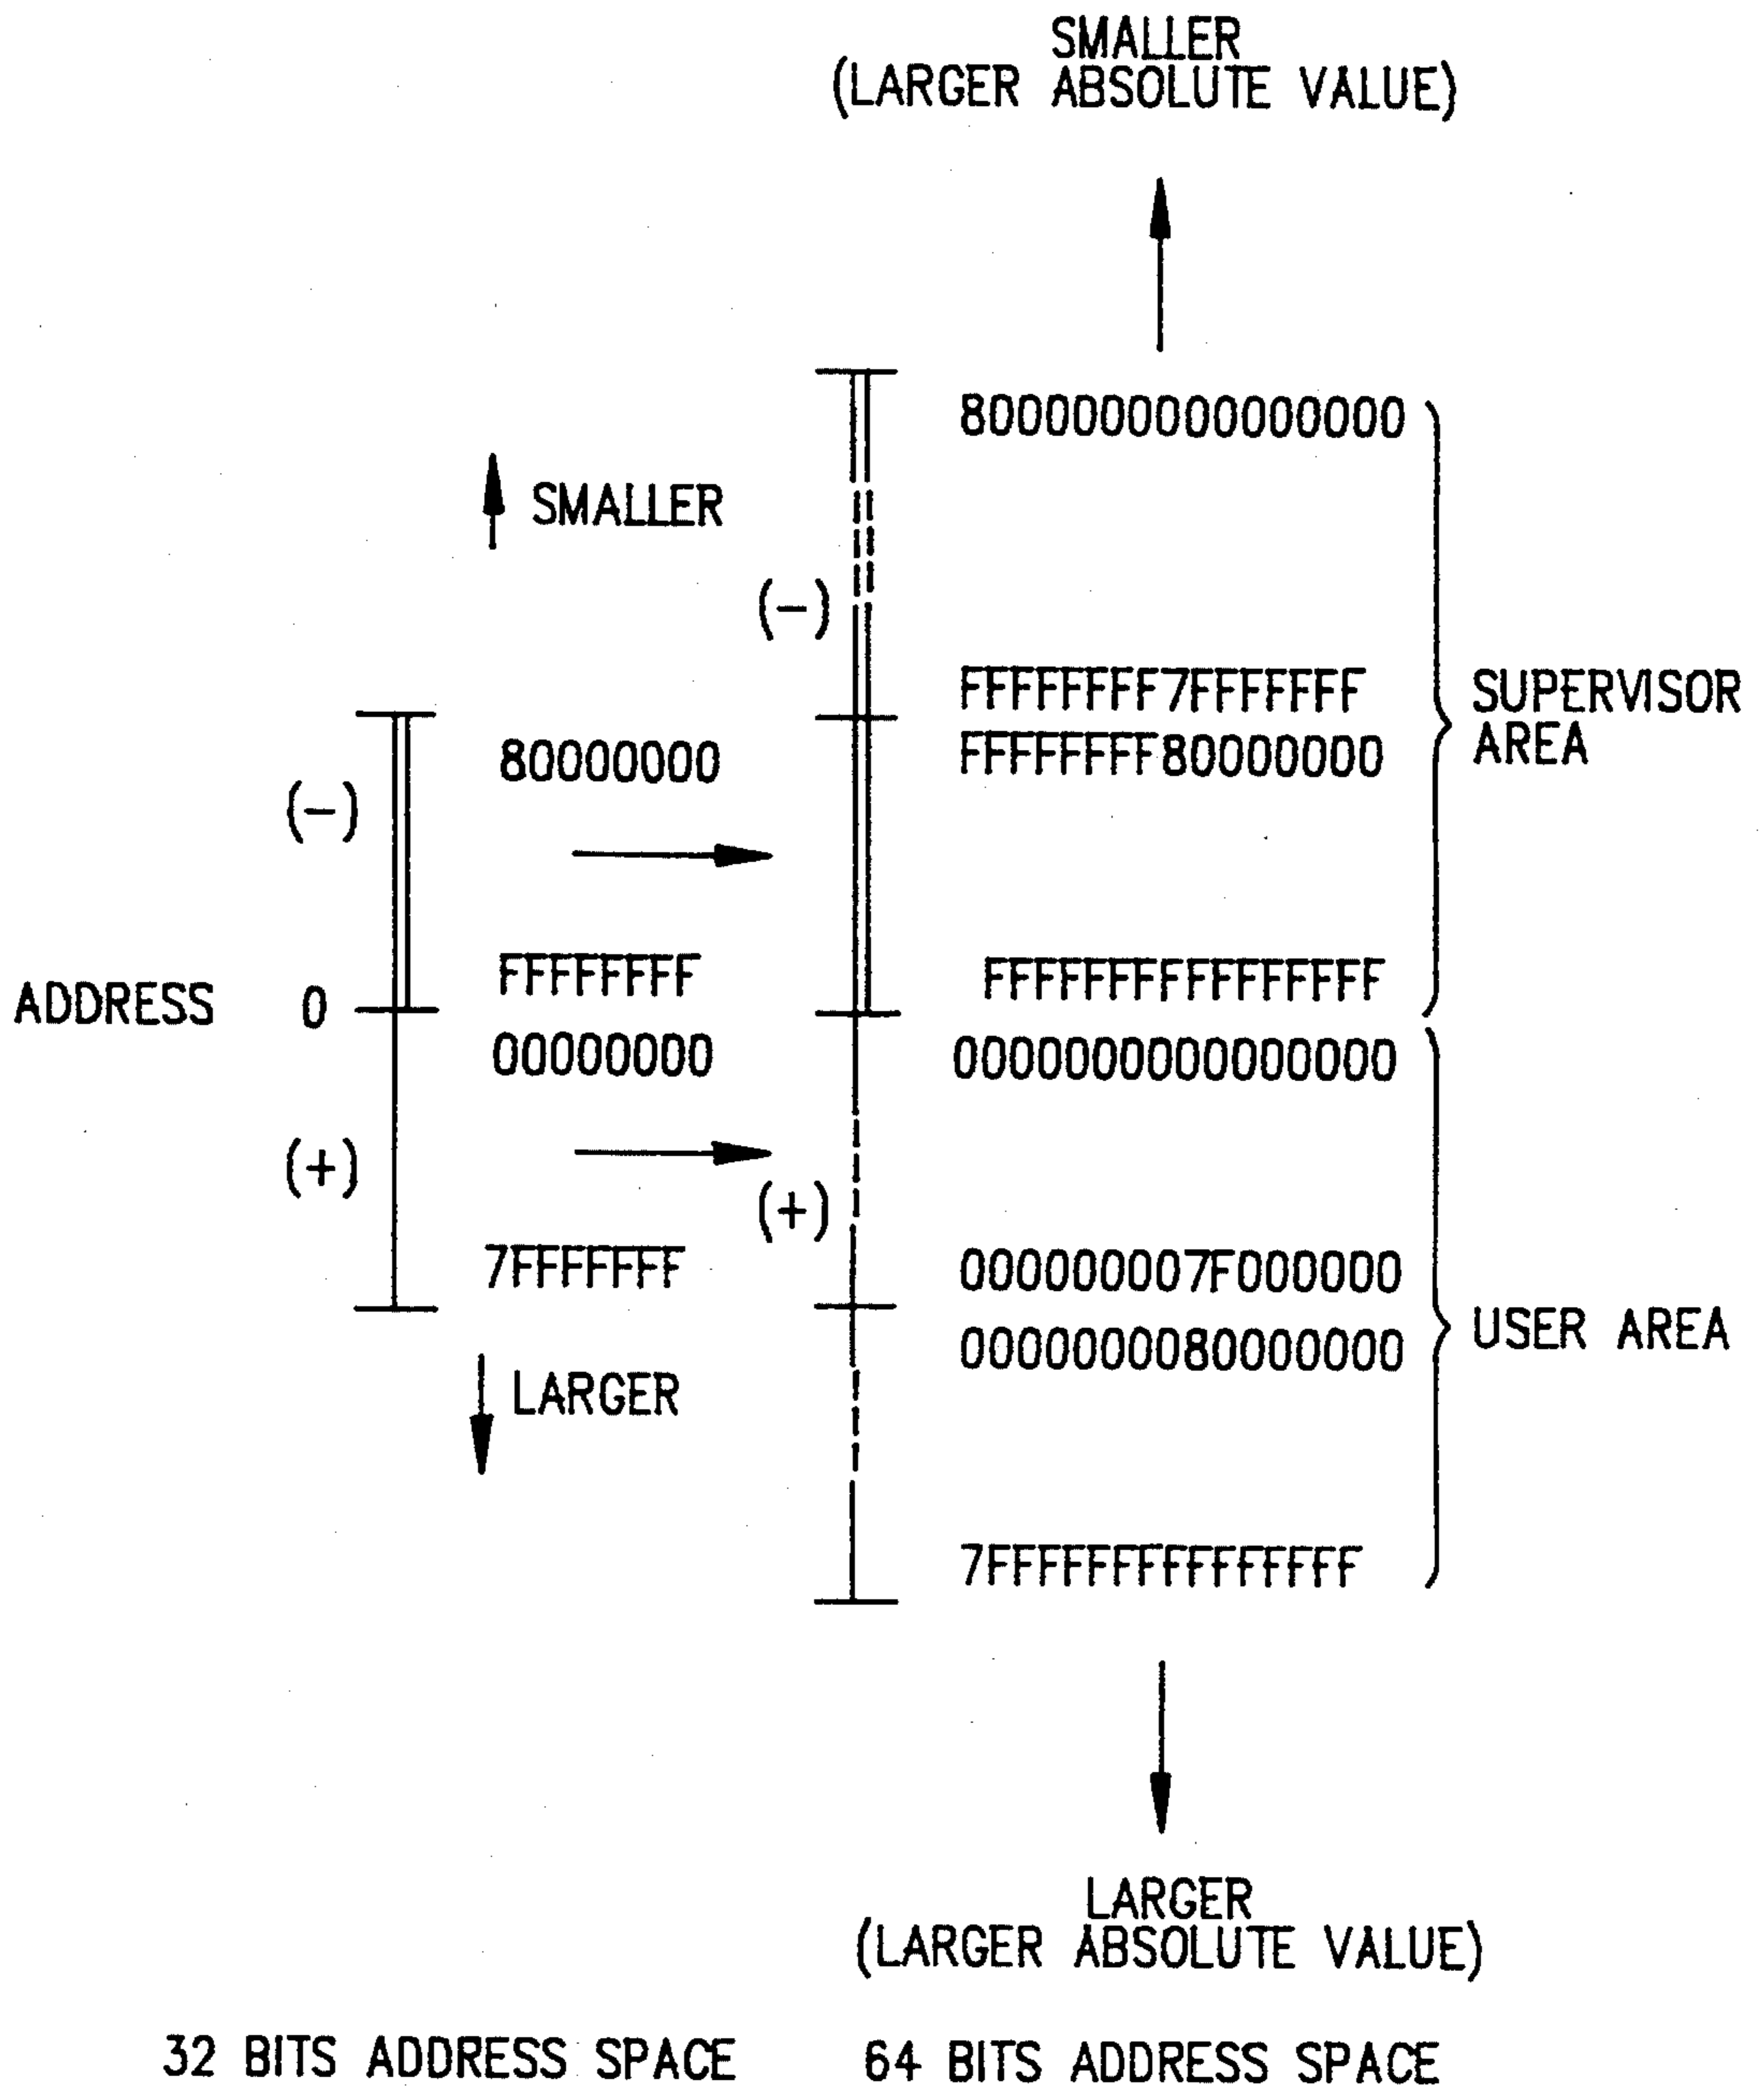 SMALLER
(LARGER ABSOLUTE VALUE)
8000000000000000
SMALLER
(-)
FFFFFFFF7FFFFFFF
SUPERVISOR
AREA
80000000
FFFFFFFF80000000
(-)
FFFFFFFF
FFFFFFFFFFFFFFFF
ADDRESS 0
00000000
0000000000000000
(+)
(+)
7FFFFFFF
000000007F000000
USER AREA
0000000080000000
LARGER
7FFFFFFFFFFFFFFF
LARGER
(LARGER ABSOLUTE VALUE)
32 BITS ADDRESS SPACE
64 BITS ADDRESS SPACE